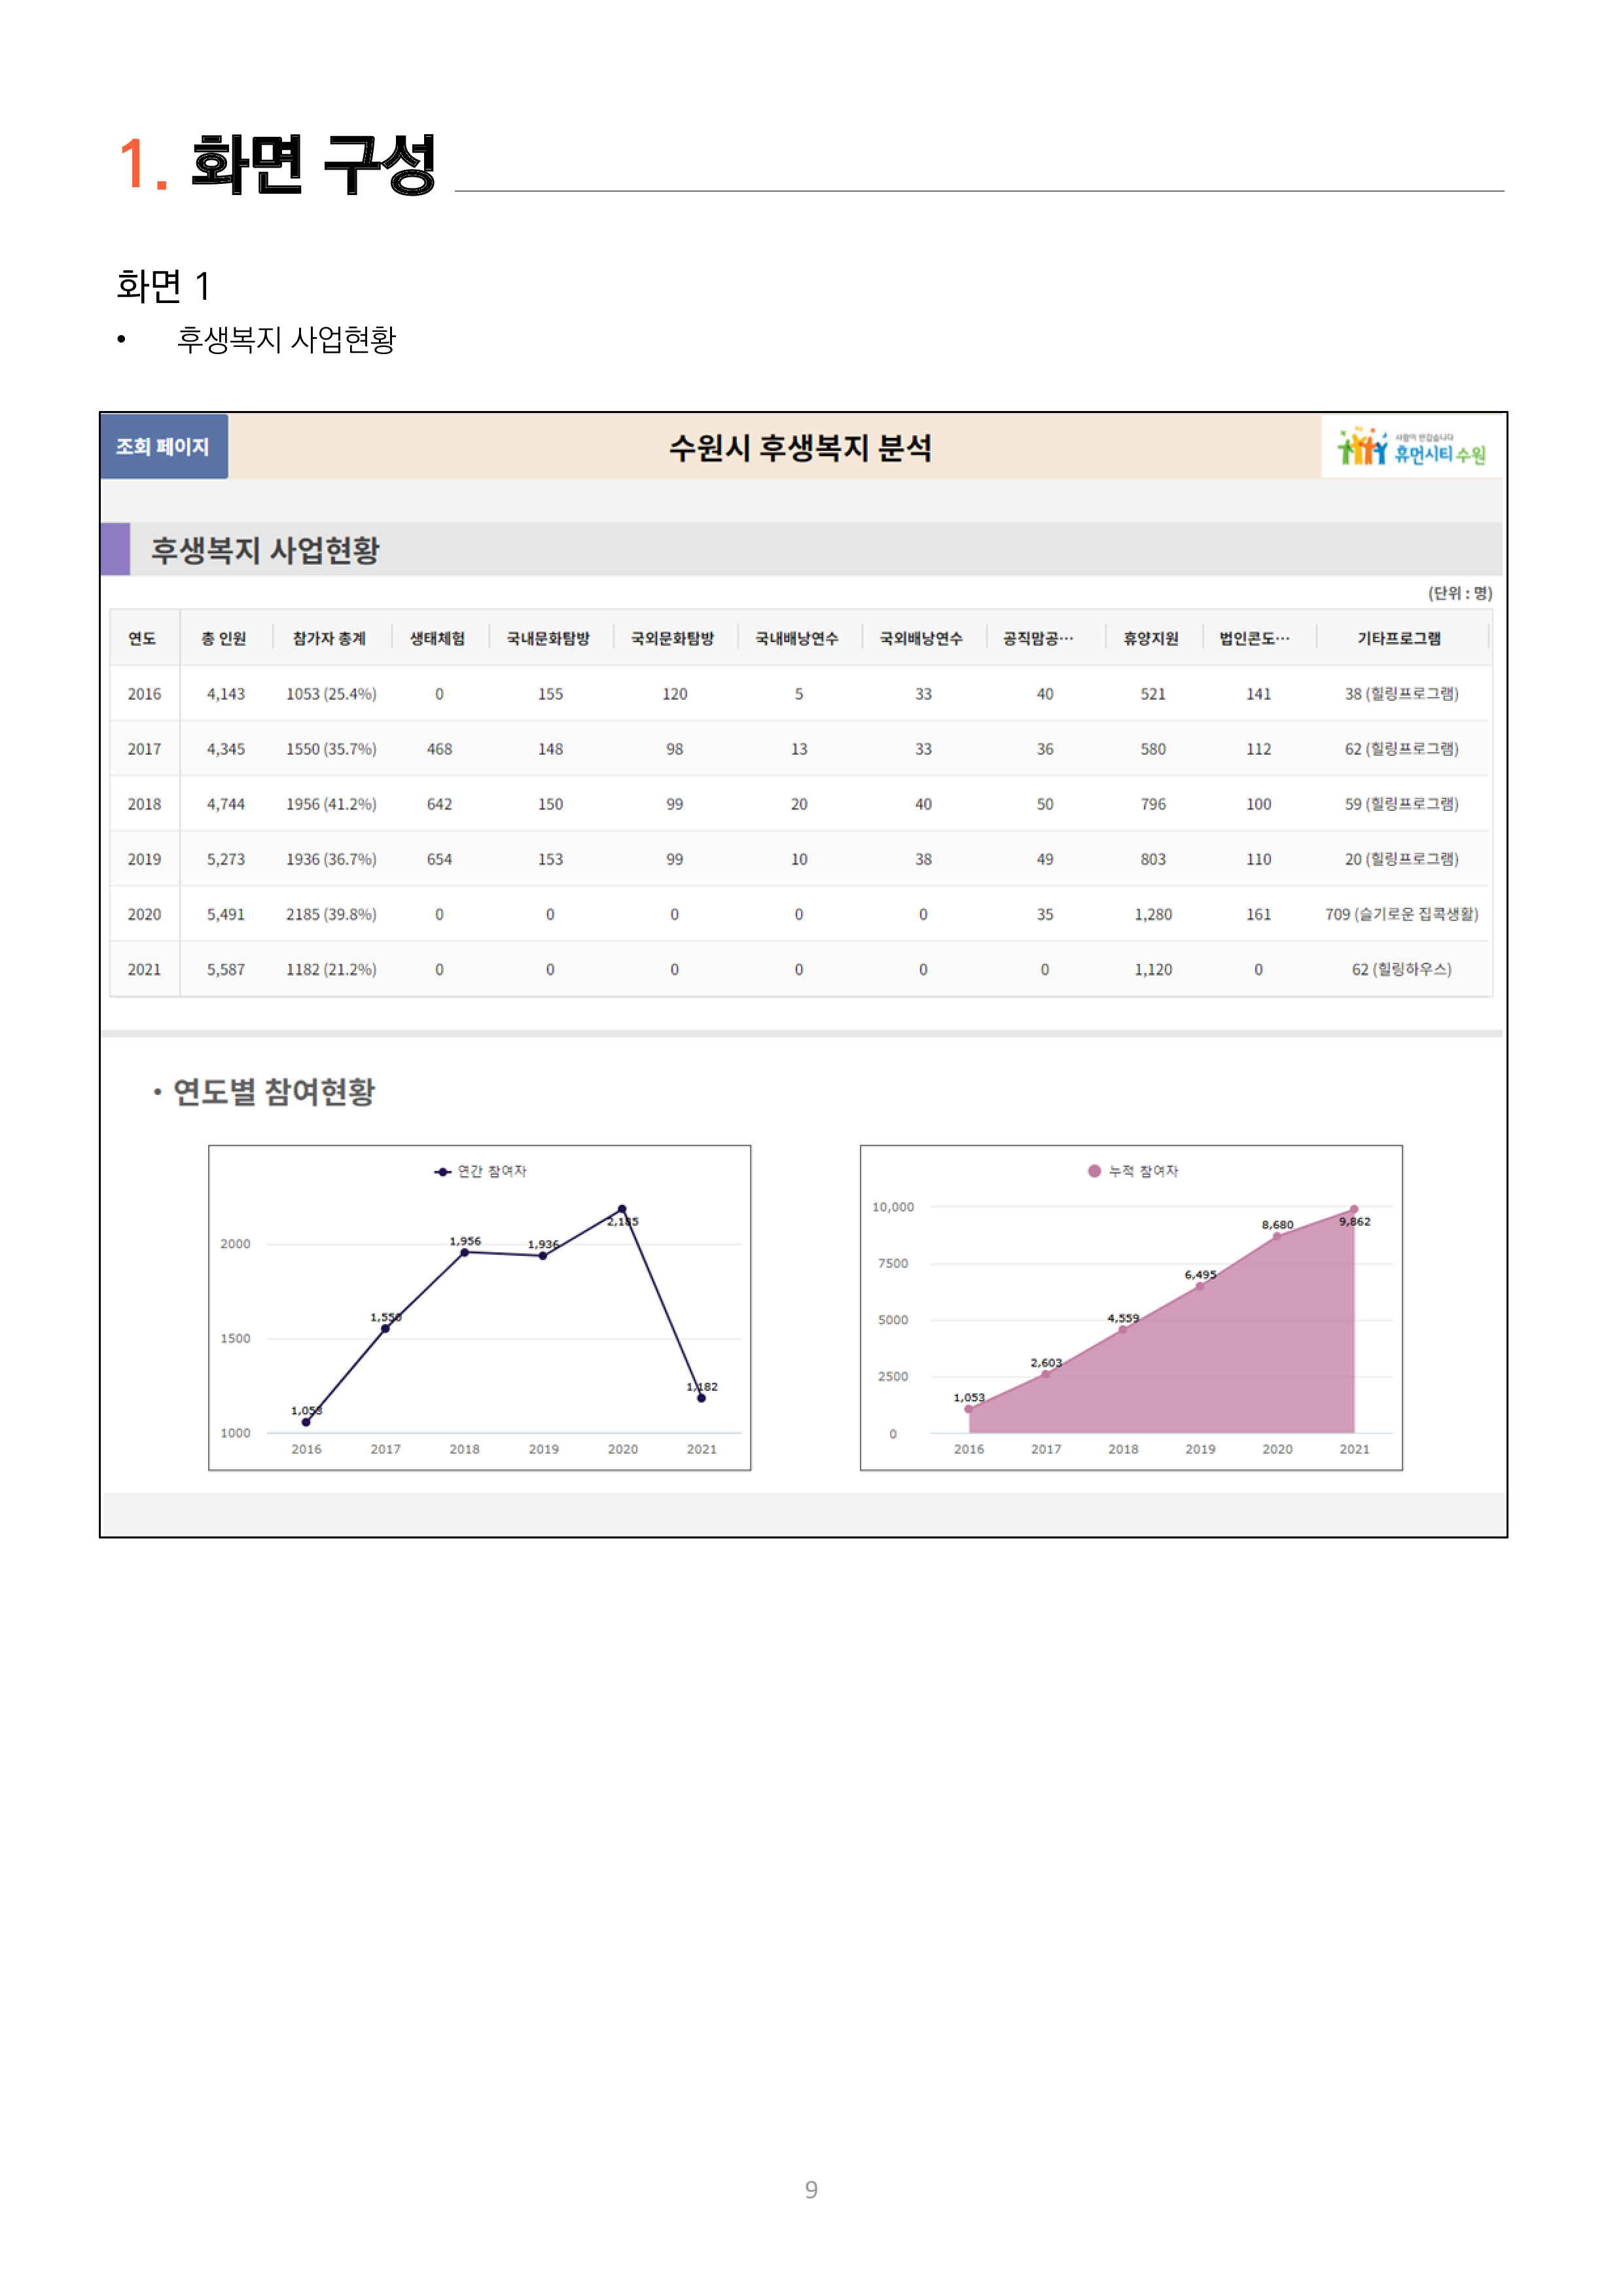 1. 화면 구성
화면 1
• 후생복지 사업현황
조회 페이지
수원시 후생복지 분석
사람이 반갑습니다
휴먼시티 수원
후생복지 사업현황
(단위 : 명)
연도 총 인원 참가자 총계 생태체험 국내문화탐방 국외문화탐방 국내배낭연수 국외배낭연수 공직맘공··· 휴양지원 법인콘도··· 기타프로그램
2016 4,143 1053 (25.4%) 0 155 120 5 33 40 521 141 38 (힐링프로그램)
2017 4,345 1550 (35.7%) 468 148 98 13 33 36 580 112 62 (힐링프로그램)
2018 4,744 1956 (41.2%) 642 150 99 20 40 50 796 100 59 (힐링프로그램)
2019 5,273 1936 (36.7%) 654 153 99 10 38 49 803 110 20 (힐링프로그램)
2020 5,491 2185 (39.8%) 0 0 0 0 0 35 1,280 161 709 (슬기로운 집콕생활)
2021 5,587 1182 (21.2%) 0 0 0 0 0 0 1,120 0 62 (힐링하우스)
• 연도별 참여현황
연간 참여자
2000
1500
1000
1,053
1,550
1,956
1,936
2,185
1,182
2016 2017 2018 2019 2020 2021
누적 참여자
10,000
7500
5000
2500
0
1,053
2,603
4,559
6,495
8,680
9,862
2016 2017 2018 2019 2020 2021
9